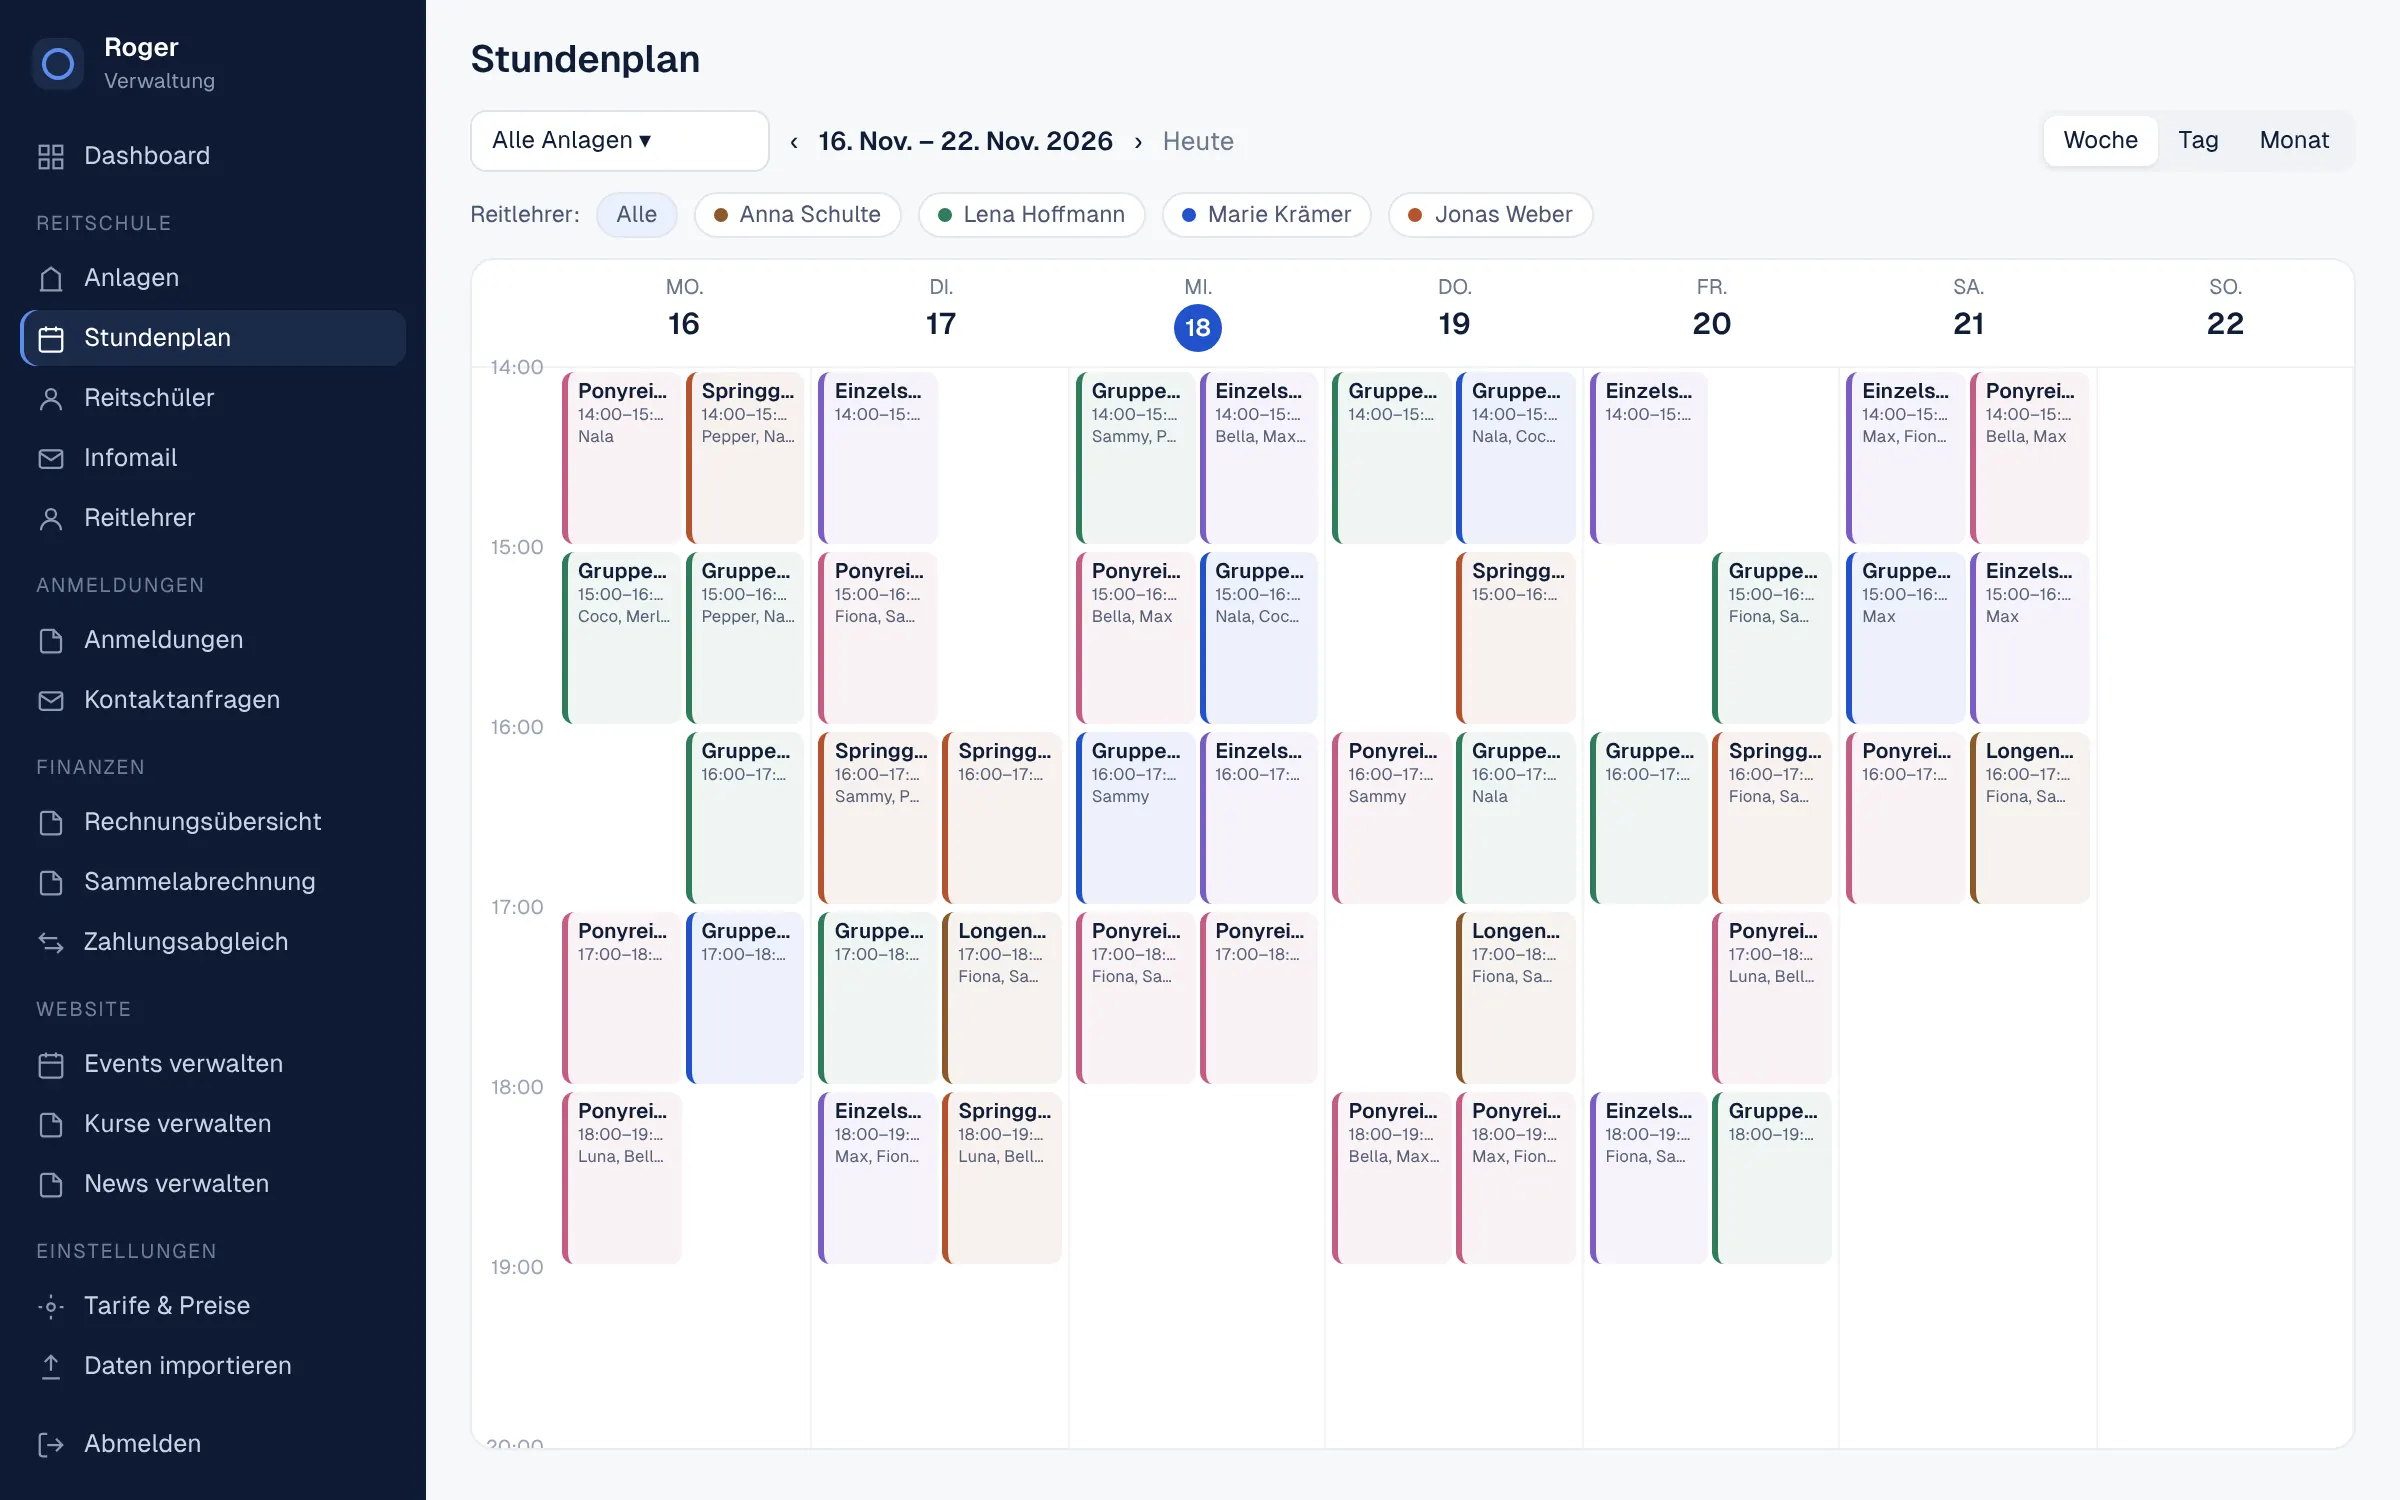 Roger
Verwaltung
Dashboard
REITSCHULE
Anlagen
Stundenplan
Reitschüler
Infomail
Reitlehrer
ANMELDUNGEN
Anmeldungen
Kontaktanfragen
FINANZEN
Rechnungsübersicht
Sammelabrechnung
Zahlungsabgleich
WEBSITE
Events verwalten
Kurse verwalten
News verwalten
EINSTELLUNGEN
Tarife & Preise
Daten importieren
Abmelden
Stundenplan
Alle Anlagen ▾ ‹ 16. Nov. – 22. Nov. 2026 › Heute Woche Tag Monat
Reitlehrer: Alle Anna Schulte Lena Hoffmann Marie Krämer Jonas Weber
MO. DI. MI. DO. FR. SA. SO.
16 17 18 19 20 21 22
14:00
Ponyrei... Springg... Einzels... Gruppe... Einzels... Gruppe... Gruppe... Einzels... Einzels... Ponyrei...
14:00–15:... 14:00–15:... 14:00–15:... 14:00–15:... 14:00–15:... 14:00–15:... 14:00–15:... 14:00–15:... 14:00–15:... 14:00–15:...
Nala Pepper, Na... Sammy, P... Bella, Max... Nala, Coc... Max, Fion... Bella, Max
15:00
Gruppe... Gruppe... Ponyrei... Ponyrei... Gruppe... Springg... Gruppe... Gruppe... Einzels...
15:00–16:... 15:00–16:... 15:00–16:... 15:00–16:... 15:00–16:... 15:00–16:... 15:00–16:... 15:00–16:... 15:00–16:...
Coco, Merl... Pepper, Na... Fiona, Sa... Bella, Max Nala, Coc... Fiona, Sa... Max Max
16:00
Gruppe... Springg... Springg... Gruppe... Einzels... Ponyrei... Gruppe... Gruppe... Springg... Ponyrei... Longen...
16:00–17:... 16:00–17:... 16:00–17:... 16:00–17:... 16:00–17:... 16:00–17:... 16:00–17:... 16:00–17:... 16:00–17:... 16:00–17:... 16:00–17:...
Sammy, P... Sammy Sammy Nala Fiona, Sa... Fiona, Sa...
17:00
Ponyrei... Gruppe... Gruppe... Longen... Ponyrei... Ponyrei... Longen... Ponyrei...
17:00–18:... 17:00–18:... 17:00–18:... 17:00–18:... 17:00–18:... 17:00–18:... 17:00–18:... 17:00–18:...
Fiona, Sa... Fiona, Sa... Fiona, Sa... Luna, Bell...
18:00
Ponyrei... Einzels... Springg... Ponyrei... Ponyrei... Einzels... Gruppe...
18:00–19:... 18:00–19:... 18:00–19:... 18:00–19:... 18:00–19:... 18:00–19:... 18:00–19:...
Luna, Bell... Max, Fion... Luna, Bell... Bella, Max... Max, Fion... Fiona, Sa...
19:00
20:00